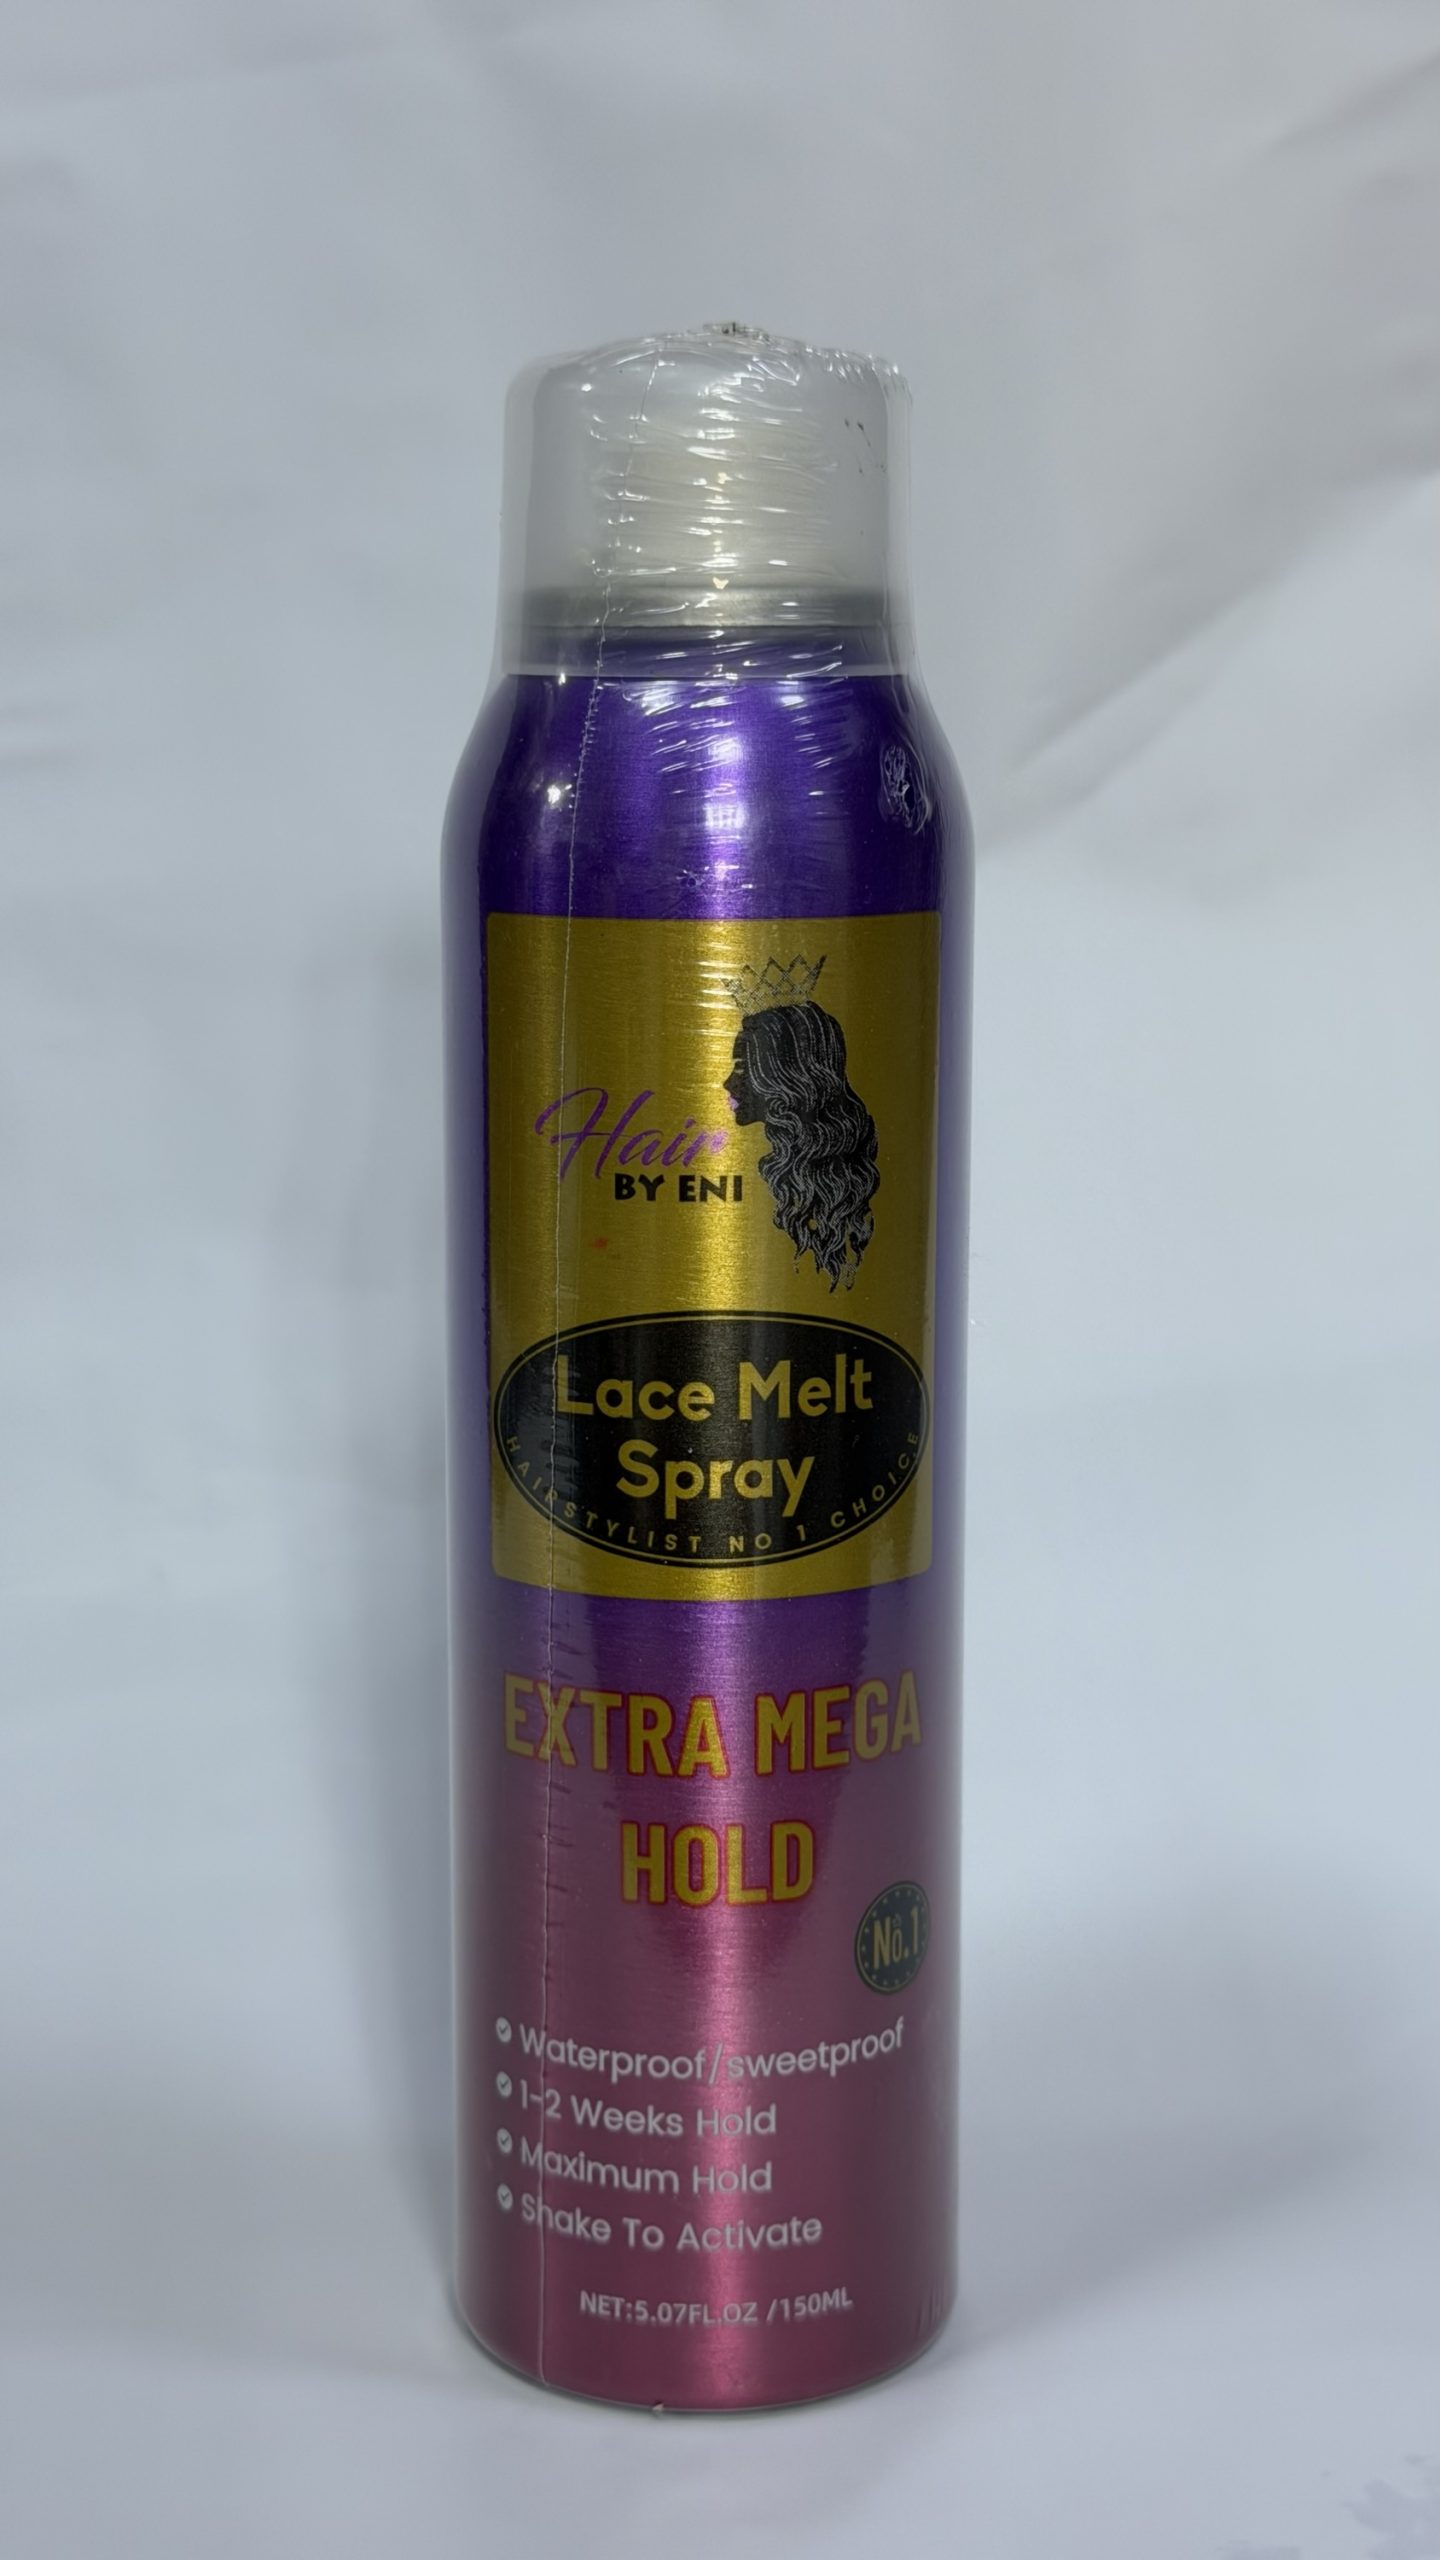 Hair
BY ENI
Lace Melt
Spray
HAIRSTYLIST NO 1 CHOICE
EXTRA MEGA
HOLD
No.1
Waterproof/sweetproof
1-2 Weeks Hold
Maximum Hold
Shake To Activate
NET:5.07FL.OZ /150ML